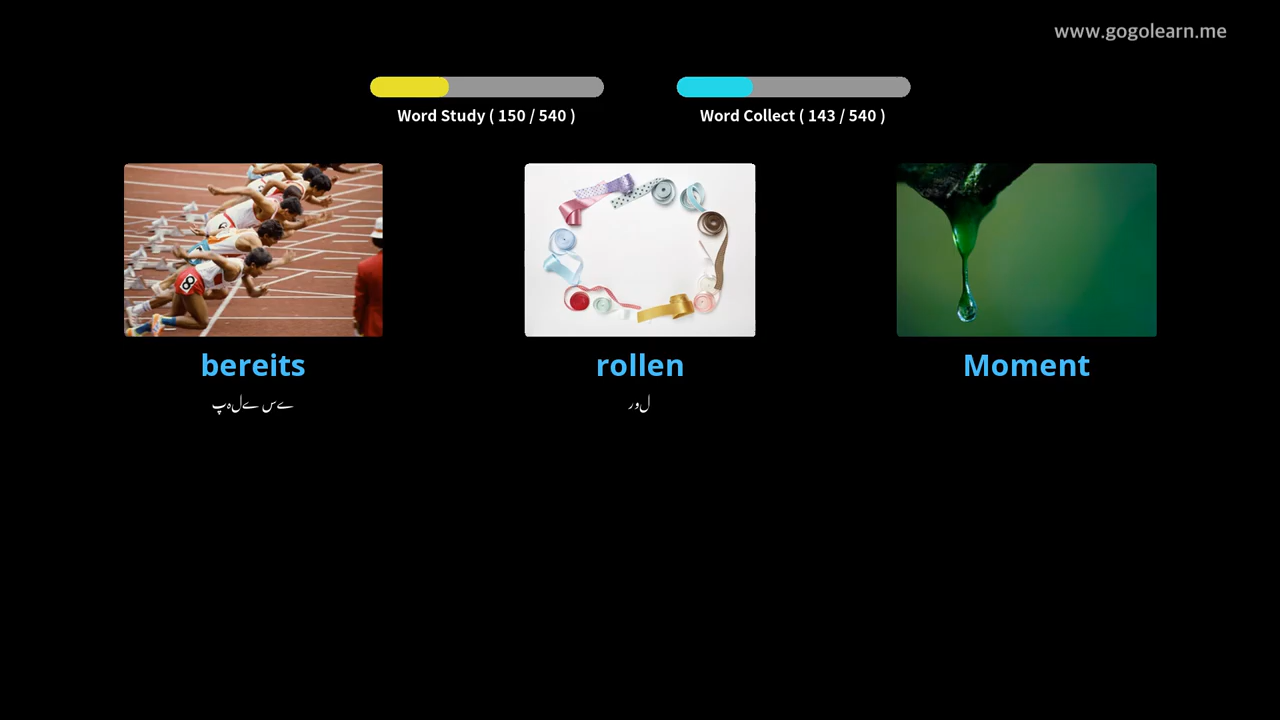 www.gogolearn.me
Word Study ( 150 / 540 )
Word Collect ( 143 / 540 )
bereits
rollen
Moment
پہلے سے
رول